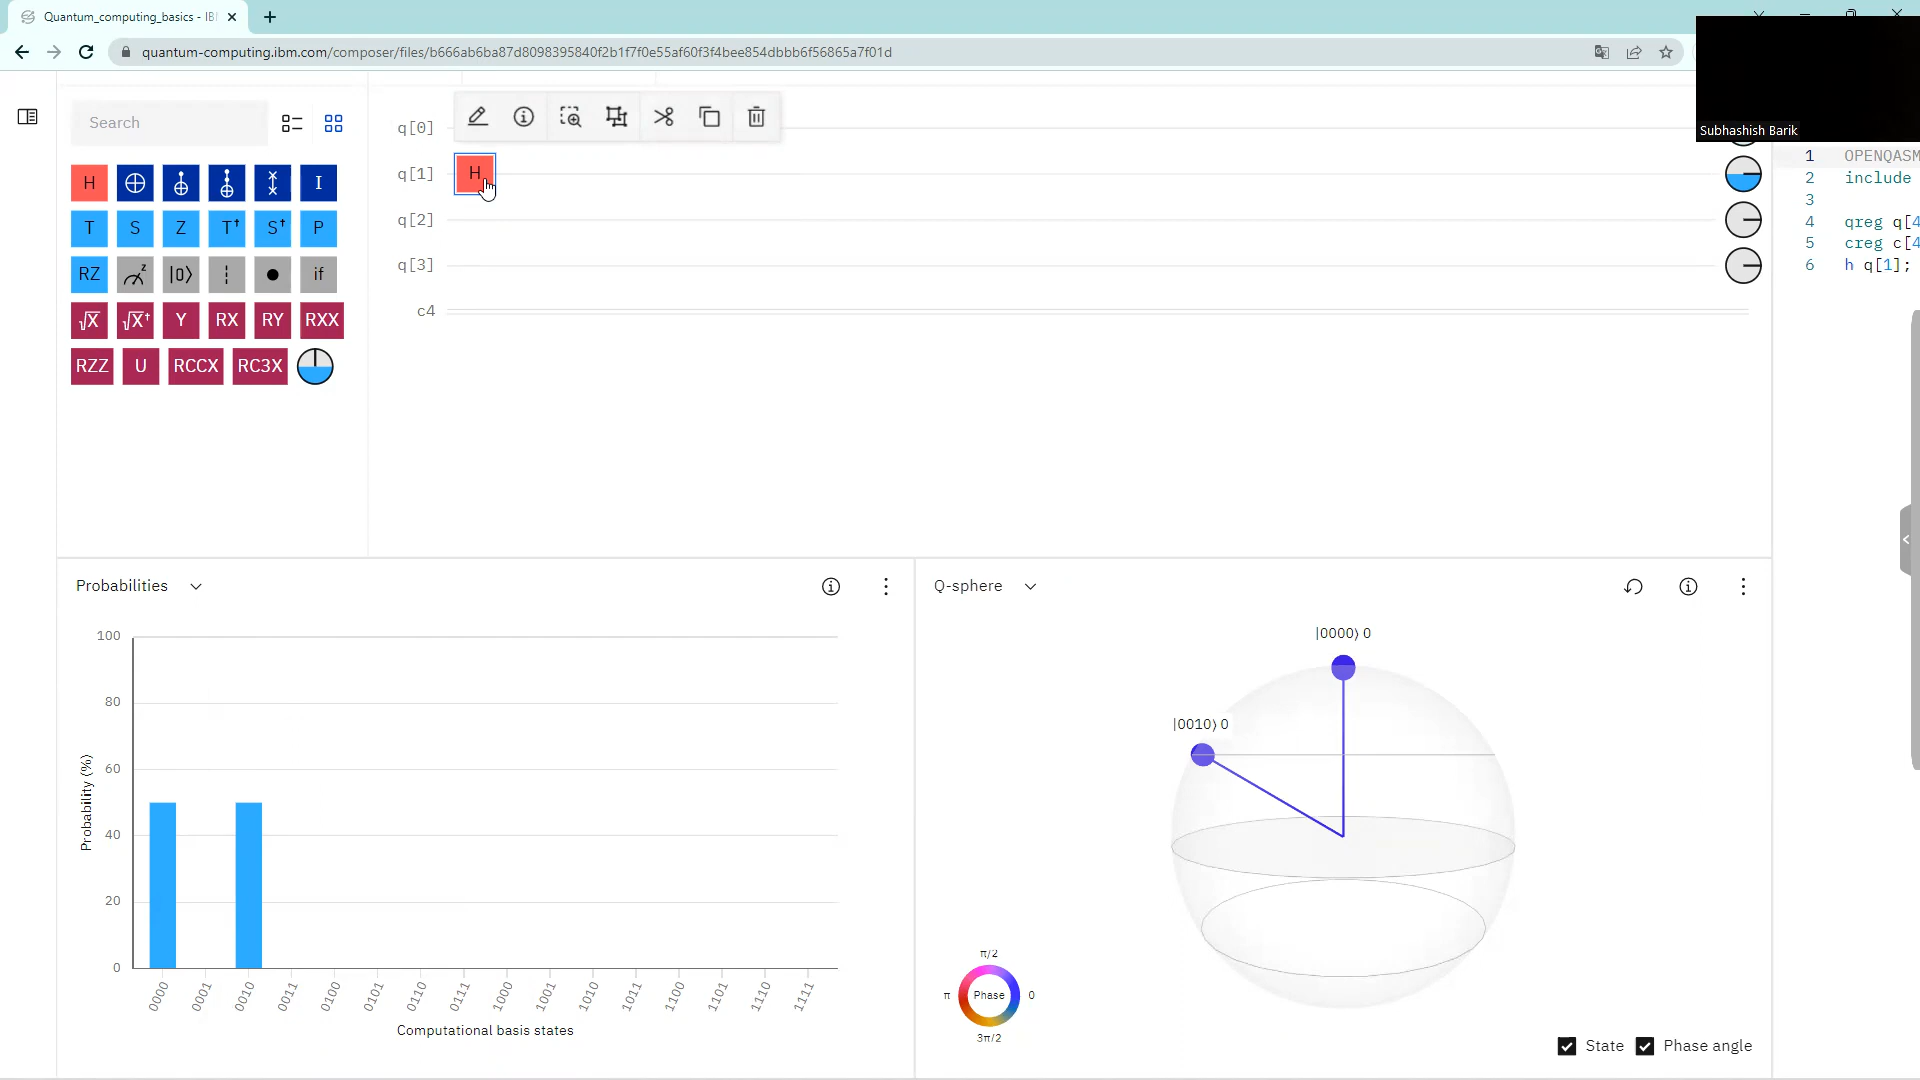 Quantum_computing_basics - IB
quantum-computing.ibm.com/composer/files/b666ab6ba87d8098395840f2b1f7f0e55af60f3f4bee854dbbb6f56865a7f01d
Subhashish Barik
Search
H I
T S Z T† S† P
RZ z |0⟩ if
√X √X† Y RX RY RXX
RZZ U RCCX RC3X
q[0]
q[1] H
q[2]
q[3]
c4
1 OPENQASM
2 include
3
4 qreg q[4
5 creg c[4
6 h q[1];
Probabilities
Probability (%)
100
80
60
40
20
0
0000 0001 0010 0011 0100 0101 0110 0111 1000 1001 1010 1011 1100 1101 1110 1111
Computational basis states
Q-sphere
|0000⟩ 0
|0010⟩ 0
π/2
π Phase 0
3π/2
State Phase angle